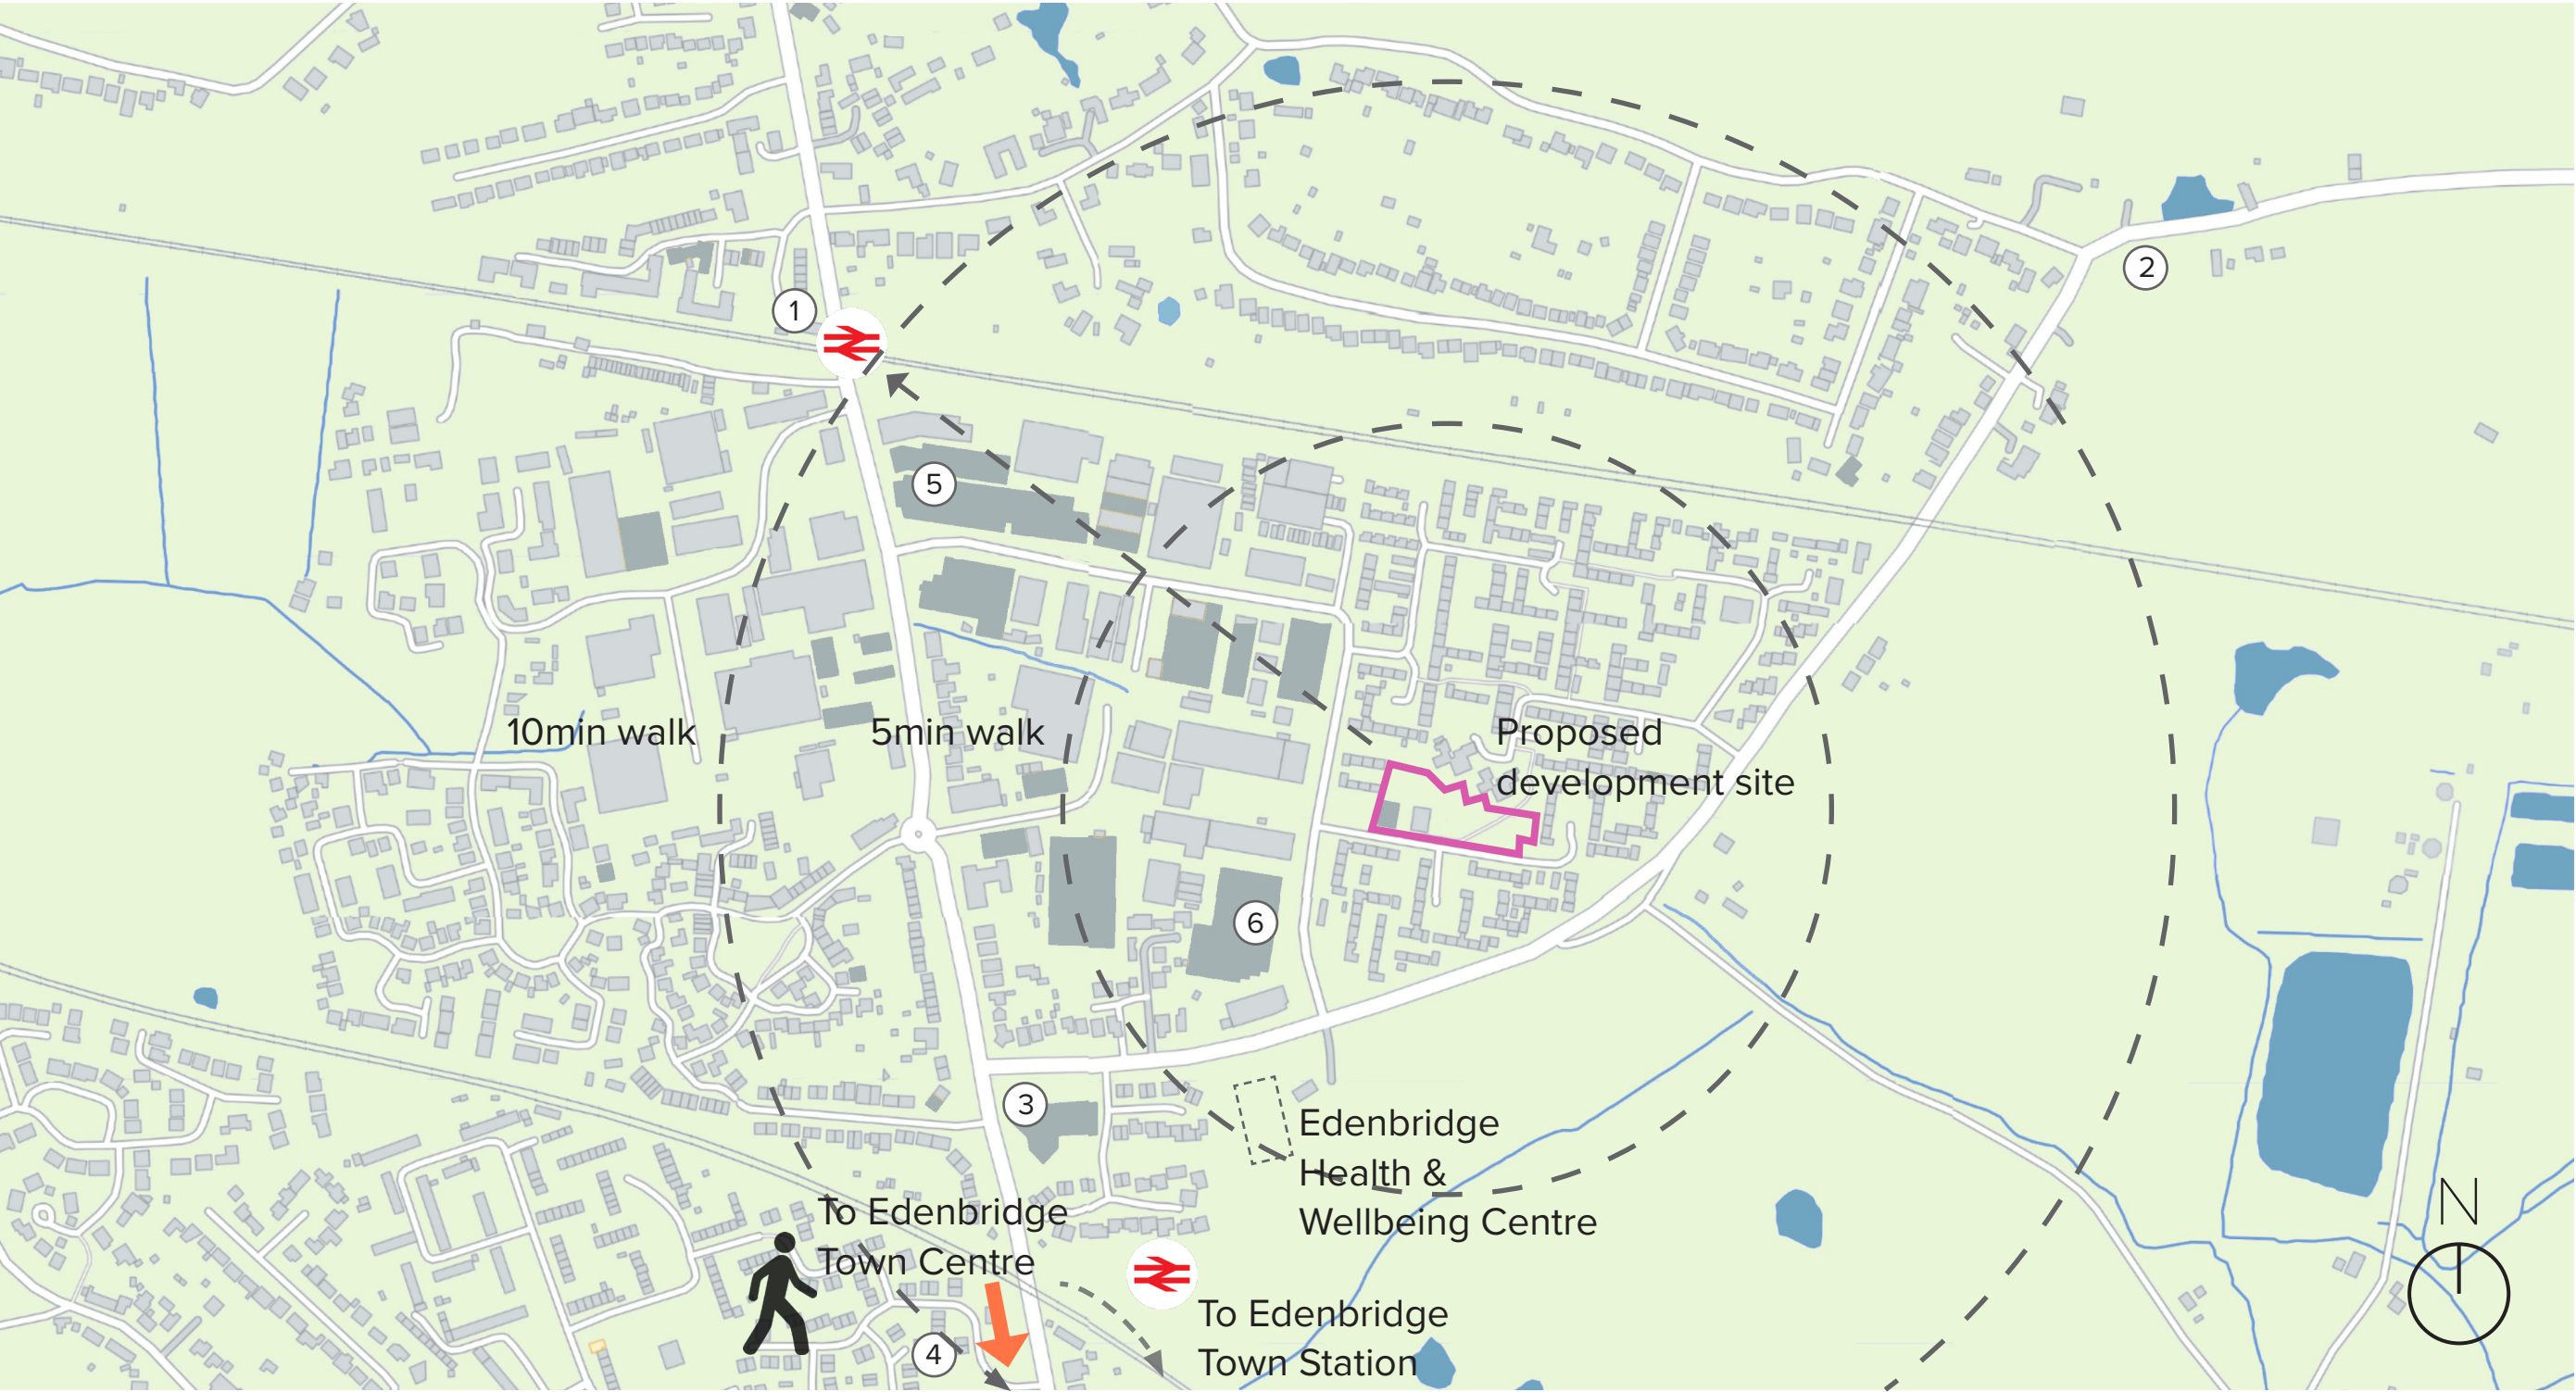 2
1
5
10min walk
5min walk
Proposed
development site
6
3
Edenbridge
Health &
Wellbeing Centre
To Edenbridge
Town Centre
N
To Edenbridge
Town Station
4